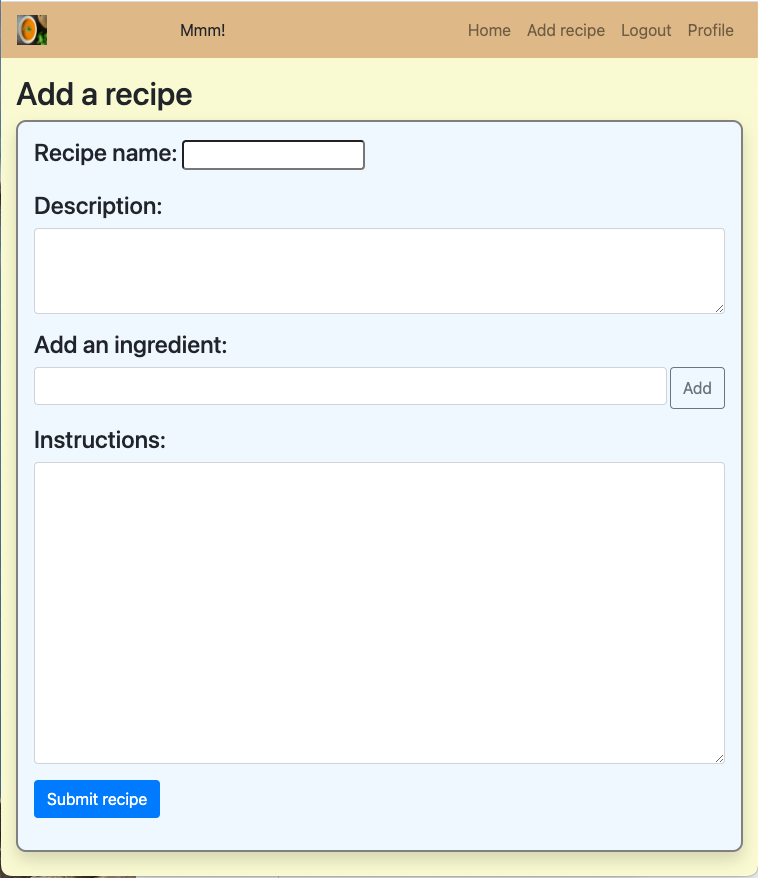 Mmm! Home Add recipe Logout Profile
Add a recipe
Recipe name:
Description:
Add an ingredient:
Add
Instructions:
Submit recipe